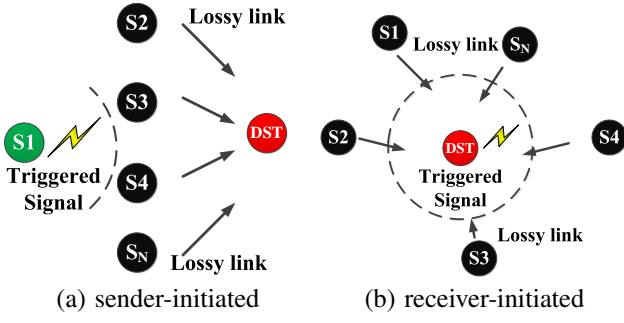 S2
Lossy link
S3
S1
DST
Triggered
Signal
S4
SN
Lossy link
(a) sender-initiated
S1
Lossy link
SN
S2
DST
S4
Triggered
Signal
Lossy link
S3
(b) receiver-initiated